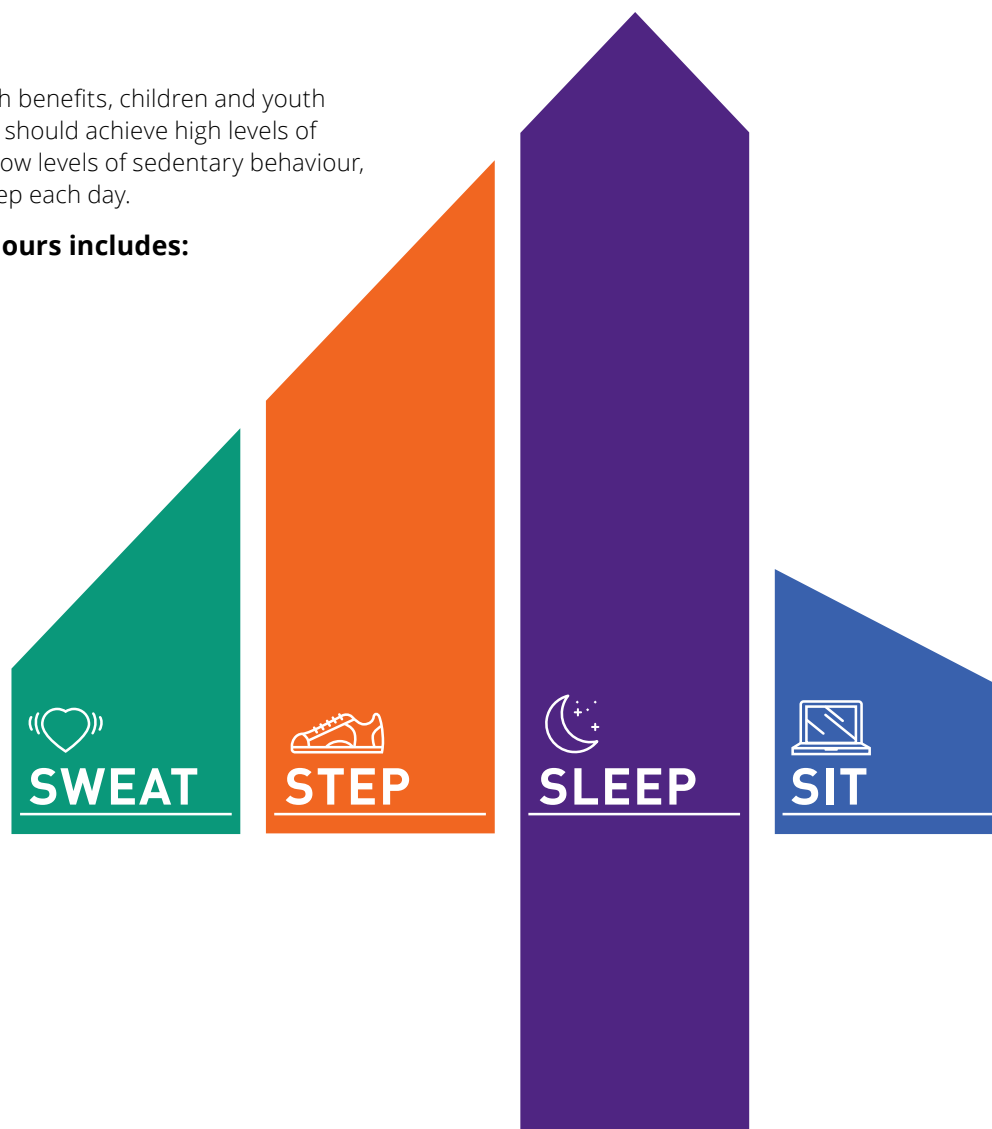 h benefits, children and youth
should achieve high levels of
ow levels of sedentary behaviour,
ep each day.
ours includes:
SWEAT
STEP
SLEEP
SIT